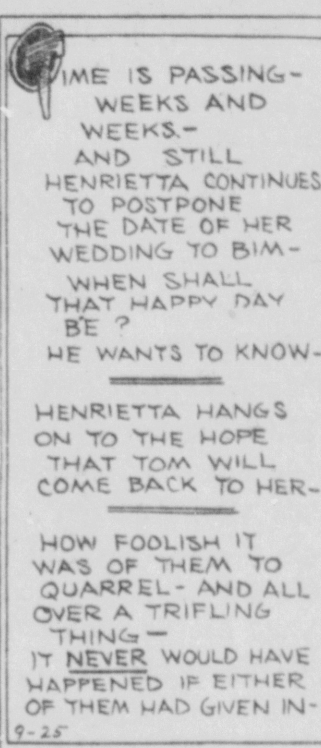 TIME IS PASSING-
WEEKS AND
WEEKS.-
AND STILL
HENRIETTA CONTINUES
TO POSTPONE
THE DATE OF HER
WEDDING TO BIM-
WHEN SHALL
THAT HAPPY DAY
BE ?
HE WANTS TO KNOW-
HENRIETTA HANGS
ON TO THE HOPE
THAT TOM WILL
COME BACK TO HER-
HOW FOOLISH IT
WAS OF THEM TO
QUARREL- AND ALL
OVER A TRIFLING
THING-
IT NEVER WOULD HAVE
HAPPENED IF EITHER
OF THEM HAD GIVEN IN-
9-25